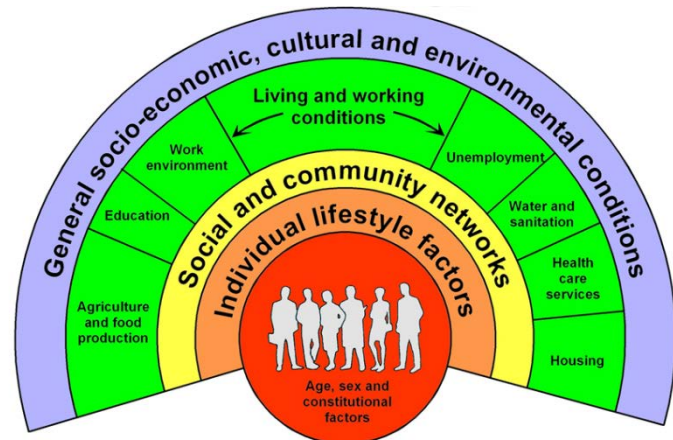 General socio-economic, cultural and environmental conditions
Living and working
conditions
Work
environment
Education
Agriculture
and food
production
Unemployment
Water and
sanitation
Health
care
services
Housing
Social and community networks
Individual lifestyle factors
Age, sex and
constitutional
factors